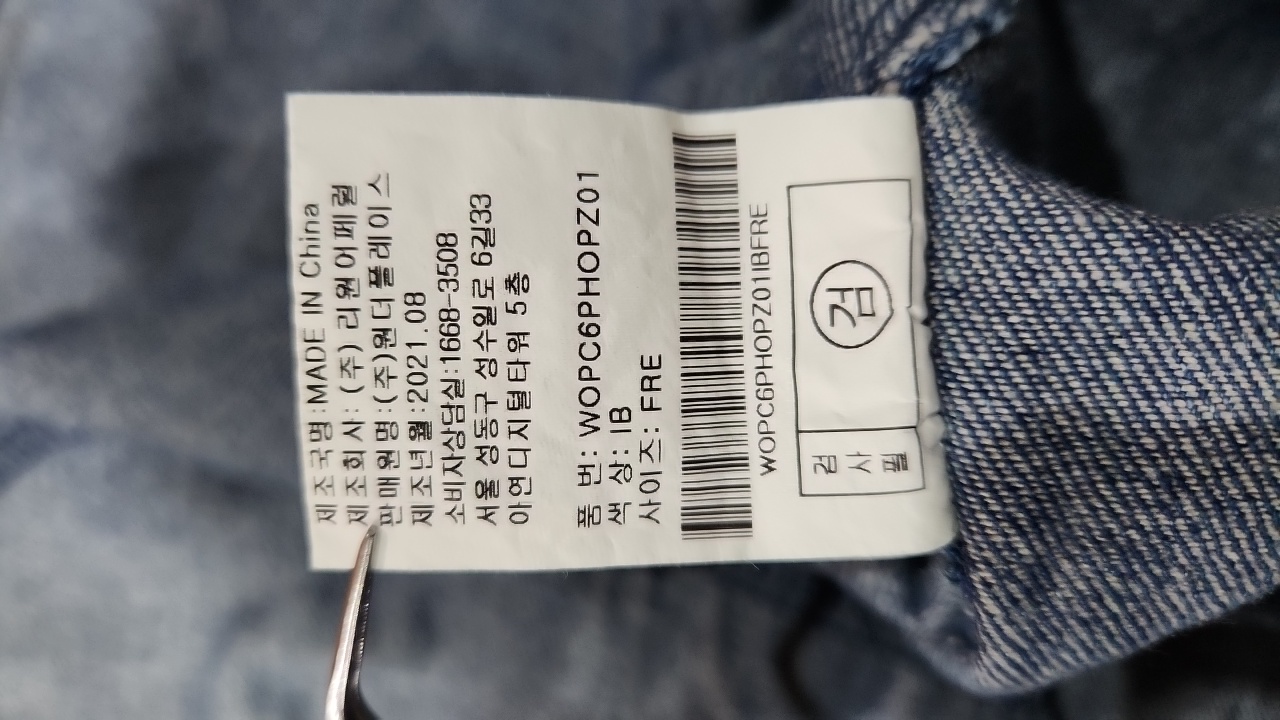 제 조 국 명 :MADE IN China
제 조 회 사 : (주) 리 원 어 페 럴
판 매 원 명 :(주)원 더 플 레 이 스
제 조 년 월 :2021.08
소비자상담실:1668-3508
서울 성동구 성수일로 6길33
아연디지털타워 5층
품 번: WOPC6PHOPZ01
색 상:IB
사이즈: FRE
WOPC6PHOPZ01IBFRE
검 사 필
검